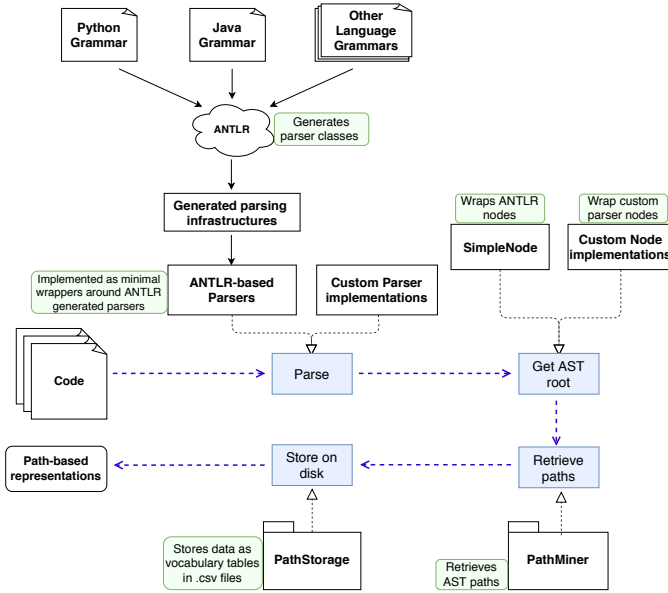 Python
Grammar
Java
Grammar
Other
Language
Grammars
ANTLR
Generates
parser classes
Generated parsing
infrastructures
Wraps ANTLR
nodes
Wrap custom
parser nodes
SimpleNode
Custom Node
implementations
Implemented as minimal
wrappers around ANTLR
generated parsers
ANTLR-based
Parsers
Custom Parser
implementations
Code
Parse
Get AST
root
Path-based
representations
Store on
disk
Retrieve
paths
Stores data as
vocabulary tables
in .csv files
PathStorage
Retrieves
AST paths
PathMiner